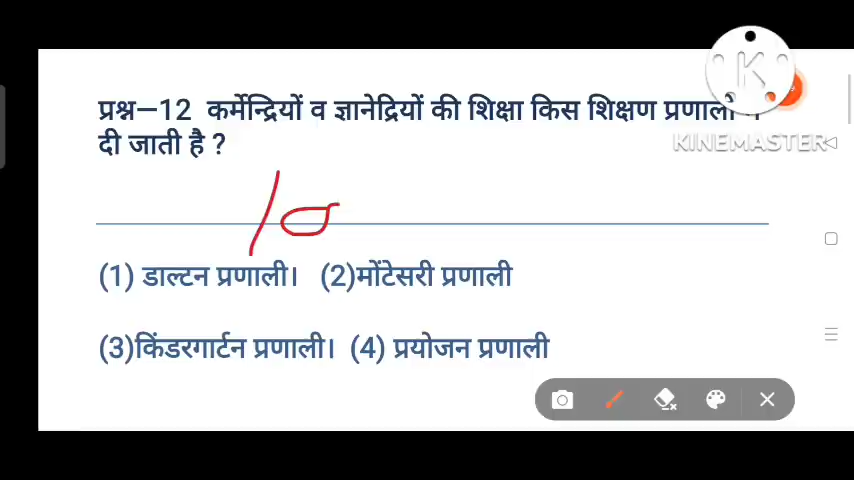 प्रश्न—12 कर्मेन्द्रियों व ज्ञानेद्रियों की शिक्षा किस शिक्षण प्रणाली
दी जाती है ?
(1) डाल्टन प्रणाली। (2)मोंटेसरी प्रणाली
(3)किंडरगार्टन प्रणाली। (4) प्रयोजन प्रणाली
KINEMASTER